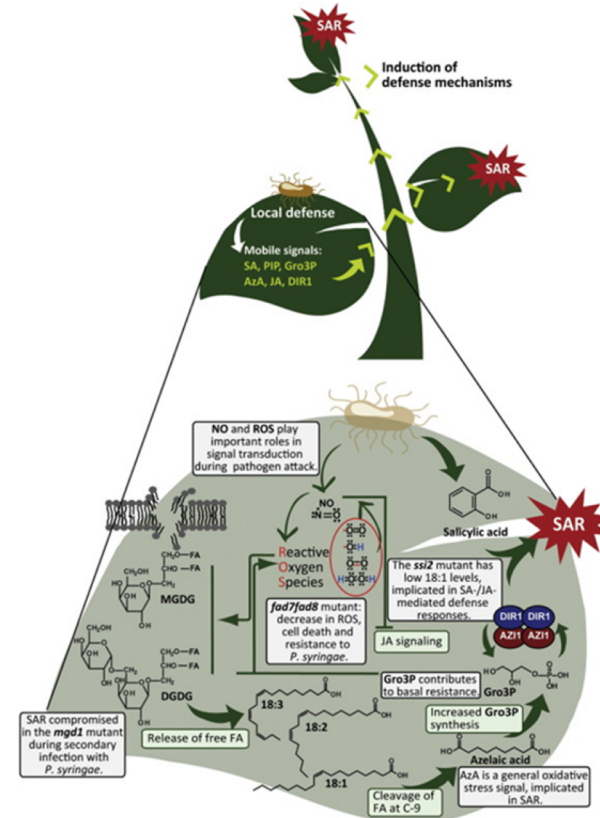 SAR
Induction of
defense mechanisms
SAR
Local defense
Mobile signals:
SA, PIP, Gro3P
AzA, JA, DIR1
NO and ROS play
important roles in
signal transduction
during pathogen attack.
NO
N=O
OH
OH
Salicylic acid
SAR
Reactive
Oxygen
Species
H
H
H
The ssi2 mutant has
low 18:1 levels,
implicated in SA-/JA-
mediated defense
responses.
fad7fad8 mutant:
decrease in ROS,
cell death and
resistance to
P. syringae.
JA signaling
DIR1 DIR1
AZI1 AZI1
MGDG
DGDG
Gro3P contributes
to basal resistance.
Gro3P
SAR compromised
in the mgd1 mutant
during secondary
infection with
P. syringae.
Release of free FA
18:3
18:2
18:1
Increased Gro3P
synthesis
Azelaic acid
Cleavage of
FA at C-9
AzA is a general oxidative
stress signal, implicated
in SAR.